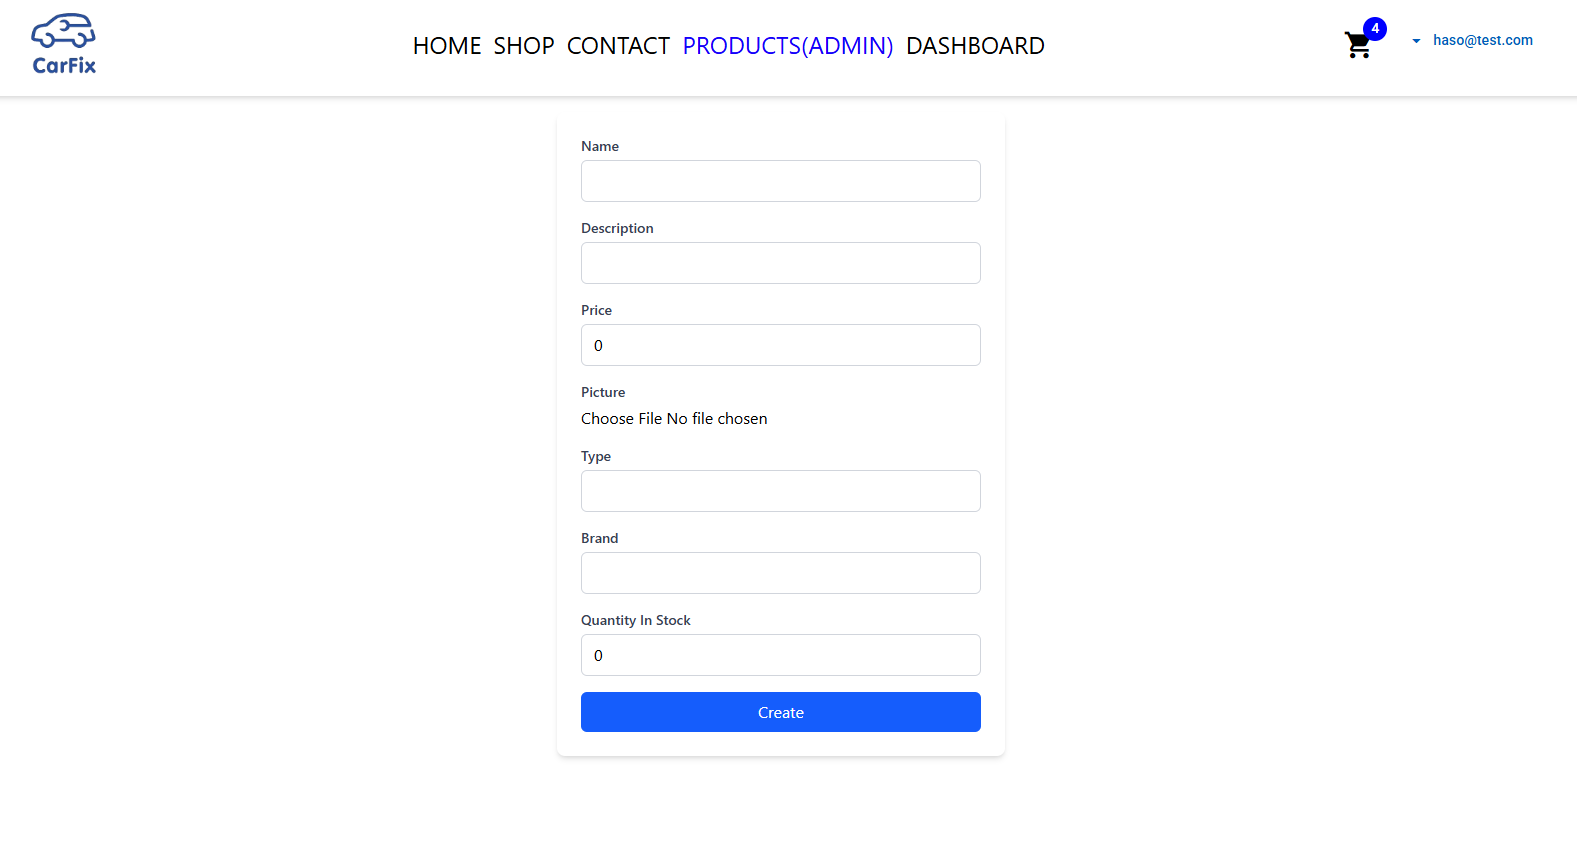 CarFix
HOME SHOP CONTACT PRODUCTS(ADMIN) DASHBOARD
4
haso@test.com
Name
Description
Price
0
Picture
Choose File No file chosen
Type
Brand
Quantity In Stock
0
Create